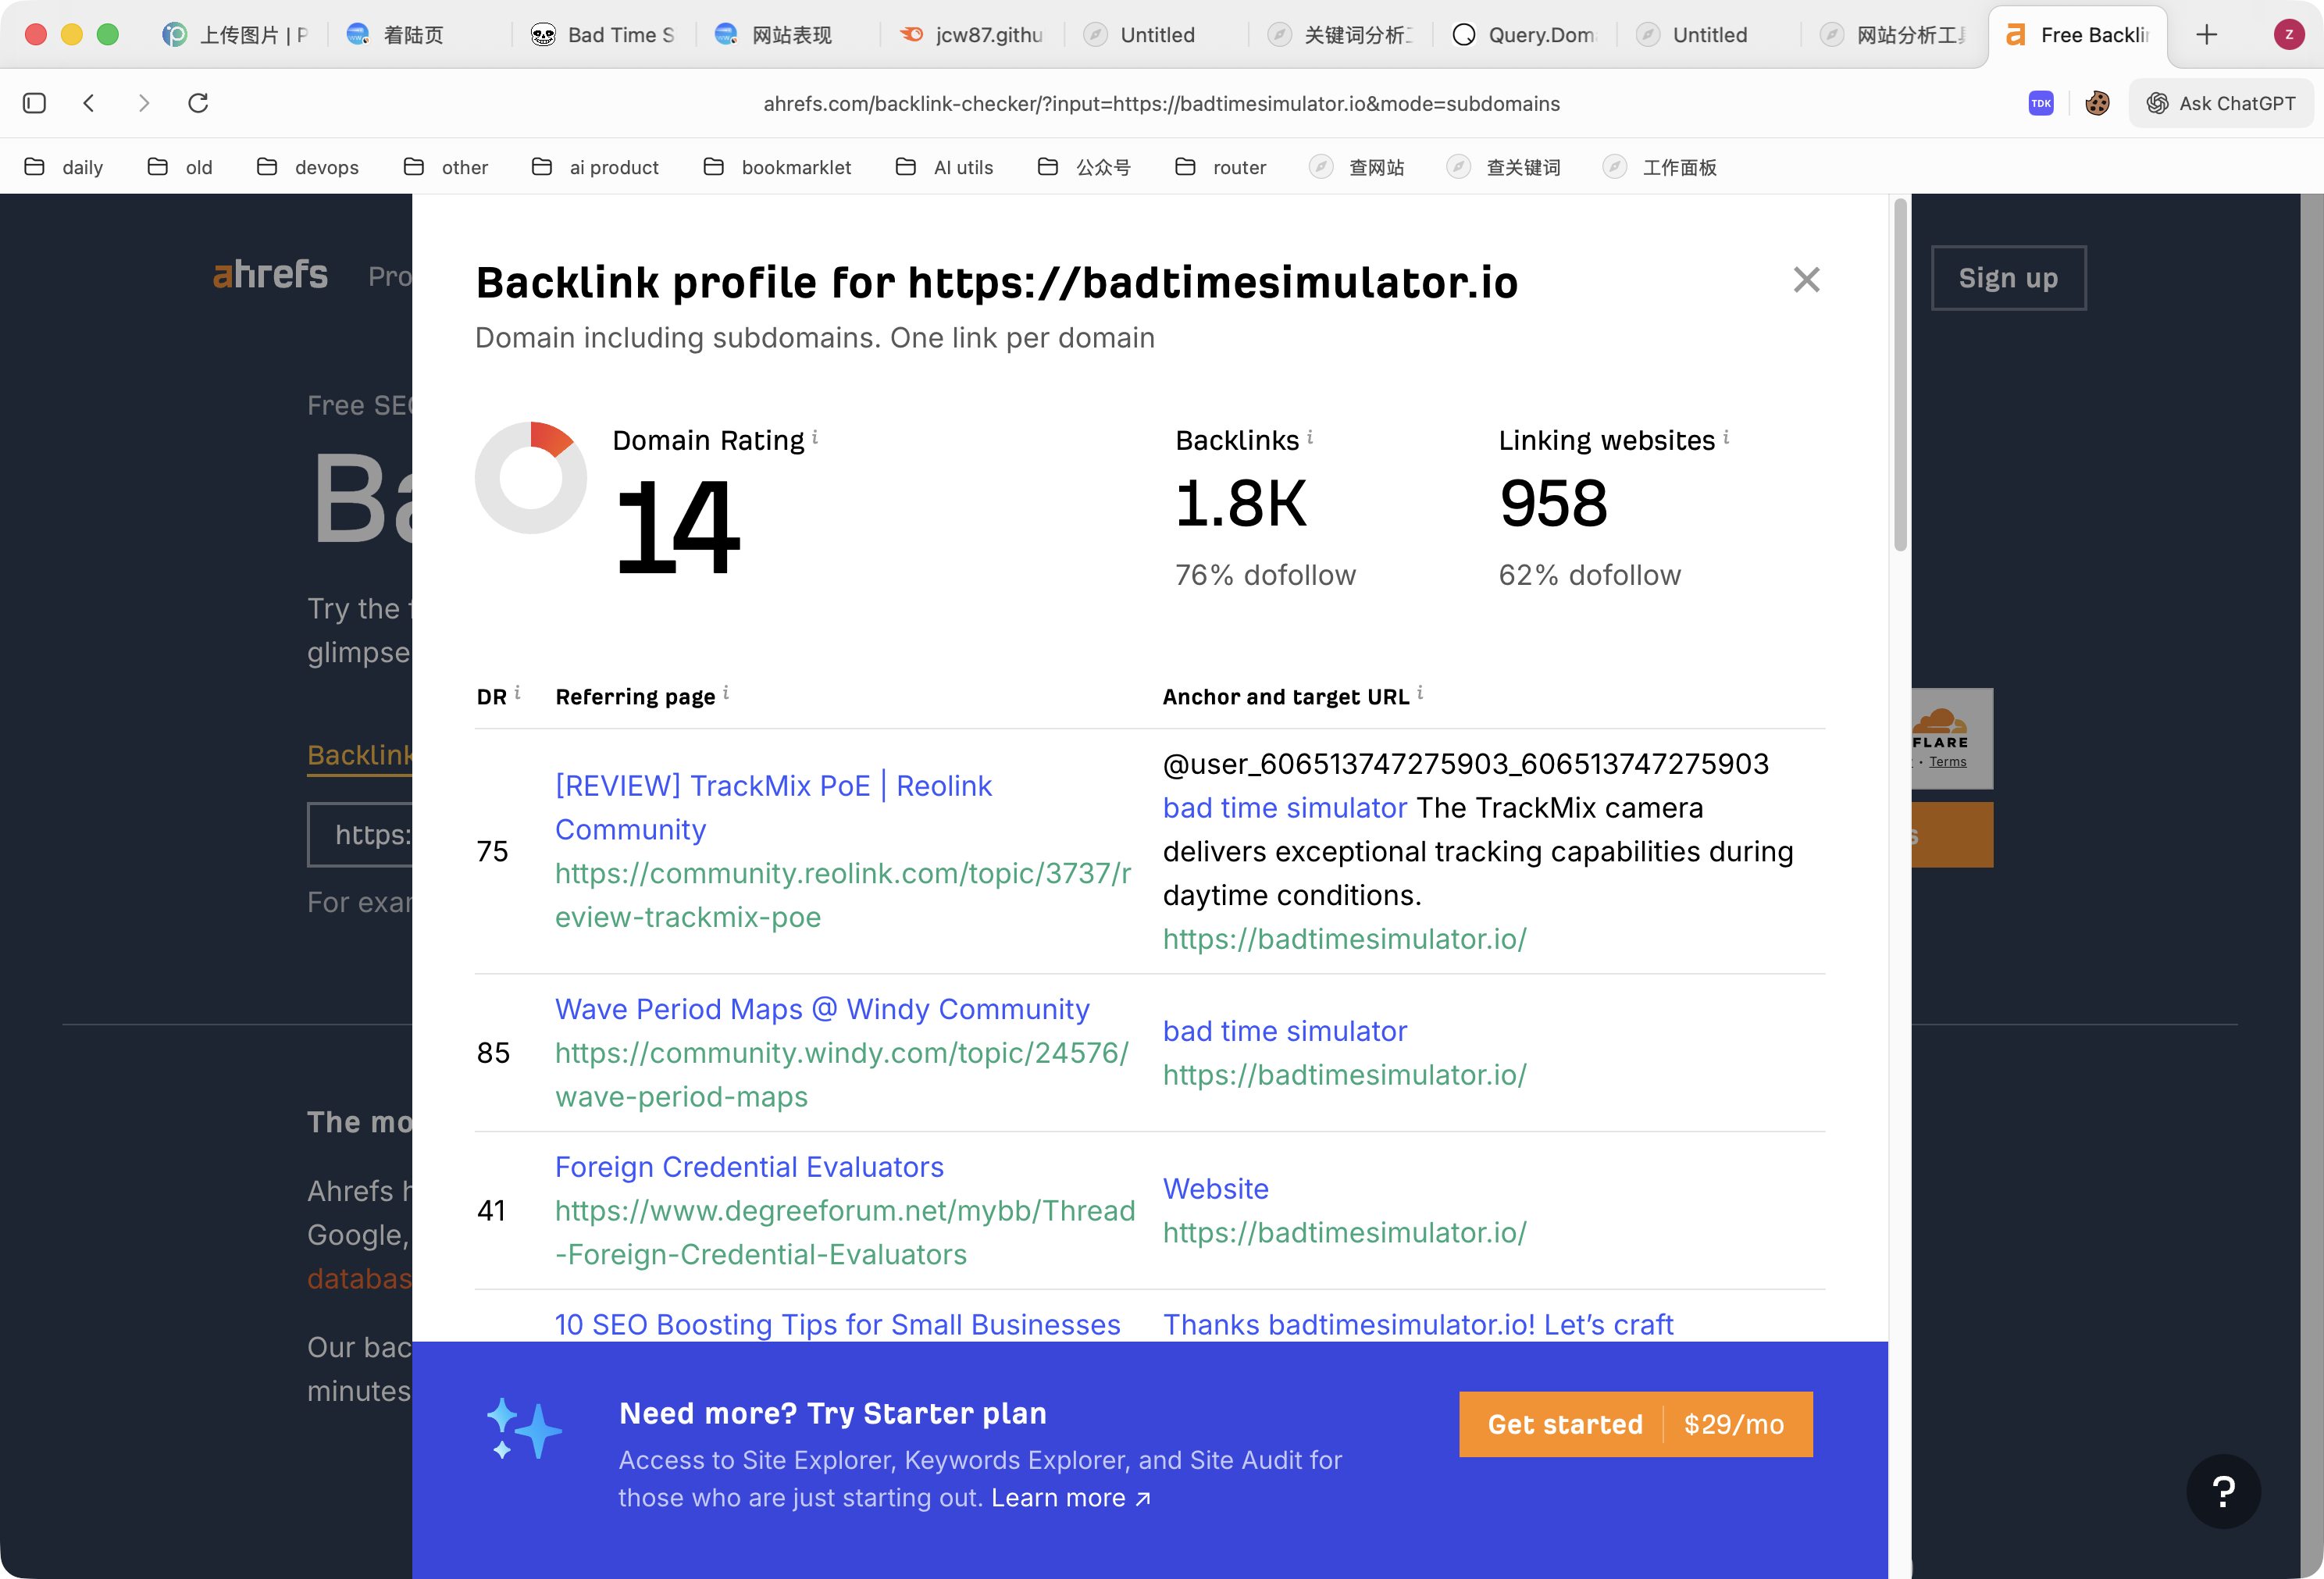 上传图片 | P
着陆页
Bad Time S
网站表现
jcw87.githu
Untitled
关键词分析工
Query.Dom
Untitled
网站分析工具
Free Backlin
z
ahrefs.com/backlink-checker/?input=https://badtimesimulator.io&mode=subdomains
TDK
Ask ChatGPT
daily
old
devops
other
ai product
bookmarklet
AI utils
公众号
router
查网站
查关键词
工作面板
ahrefs
Pro
Sign up
Free SEO
Ba
Try the f
glimpse
Backlink
https:
For exar
FLARE
Terms
s
The mo
Ahrefs h
Google,
databas
Our bac
minutes
Backlink profile for https://badtimesimulator.io
Domain including subdomains. One link per domain
Domain Rating i
14
Backlinks i
1.8K
76% dofollow
Linking websites i
958
62% dofollow
DR i
Referring page i
Anchor and target URL i
75
[REVIEW] TrackMix PoE | Reolink
Community
https://community.reolink.com/topic/3737/r
eview-trackmix-poe
@user_606513747275903_606513747275903
bad time simulator The TrackMix camera
delivers exceptional tracking capabilities during
daytime conditions.
https://badtimesimulator.io/
85
Wave Period Maps @ Windy Community
https://community.windy.com/topic/24576/
wave-period-maps
bad time simulator
https://badtimesimulator.io/
41
Foreign Credential Evaluators
https://www.degreeforum.net/mybb/Thread
-Foreign-Credential-Evaluators
Website
https://badtimesimulator.io/
10 SEO Boosting Tips for Small Businesses
Thanks badtimesimulator.io! Let's craft
Need more? Try Starter plan
Access to Site Explorer, Keywords Explorer, and Site Audit for
those who are just starting out. Learn more ↗
Get started | $29/mo
?